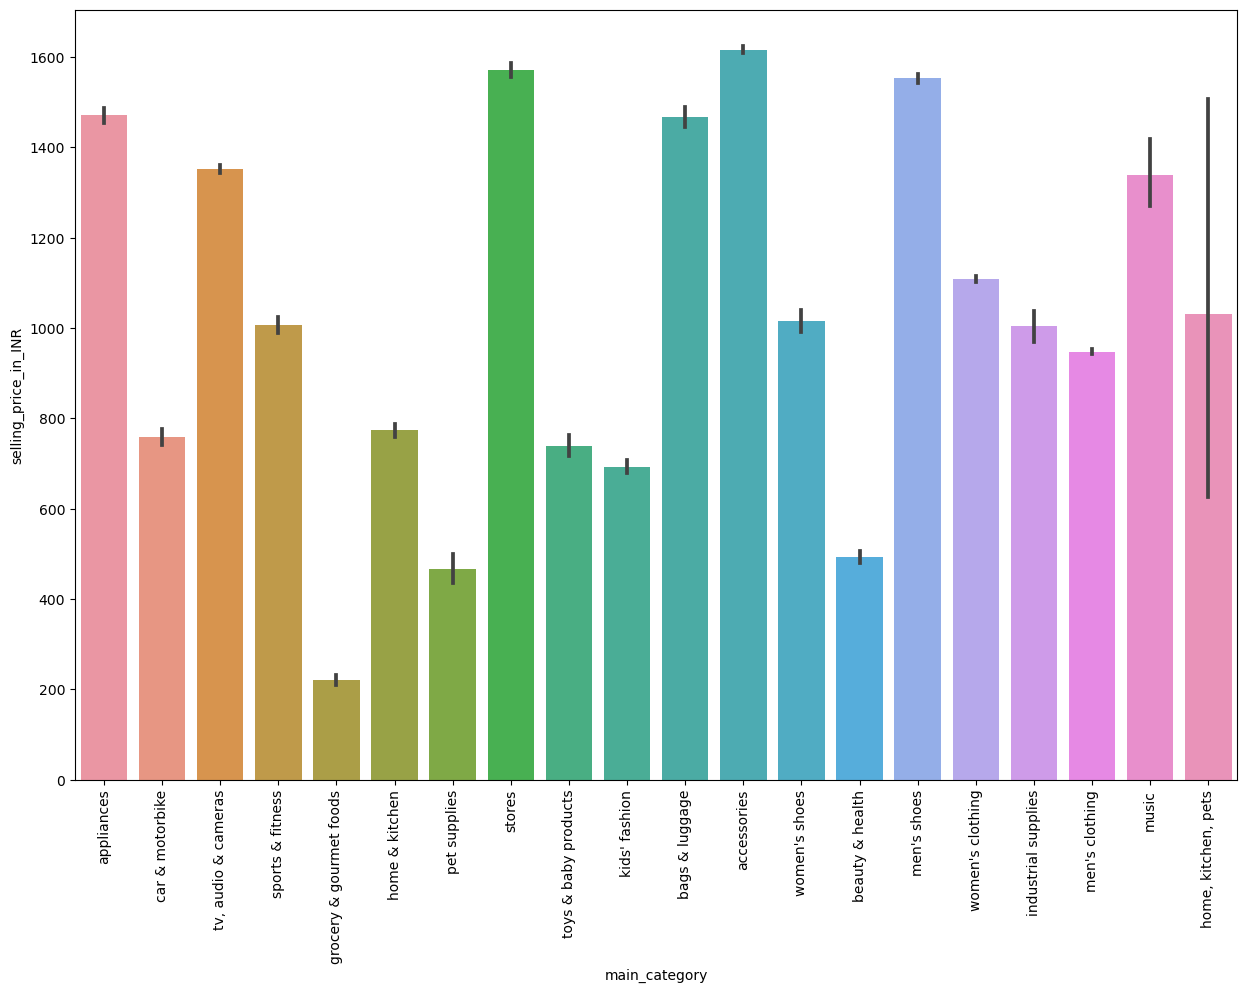 1600
1400
1200
1000
800
600
400
200
0
selling_price_in_INR
appliances
car & motorbike
tv, audio & cameras
sports & fitness
grocery & gourmet foods
home & kitchen
pet supplies
stores
toys & baby products
kids' fashion
bags & luggage
accessories
women's shoes
beauty & health
men's shoes
women's clothing
industrial supplies
men's clothing
music
home, kitchen, pets
main_category